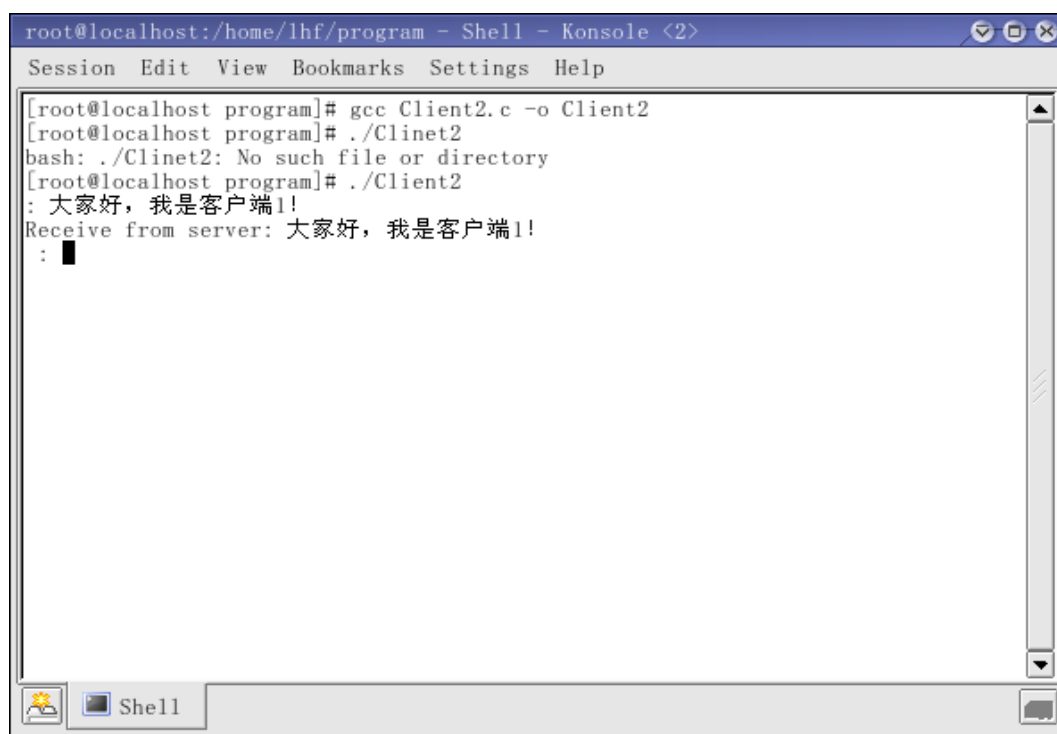 root@localhost:/home/lhf/program - Shell - Konsole <2>
Session Edit View Bookmarks Settings Help
[root@localhost program]# gcc Client2.c -o Client2
[root@localhost program]# ./Clinet2
bash: ./Clinet2: No such file or directory
[root@localhost program]# ./Client2
: 大家好，我是客户端1!
Receive from server: 大家好，我是客户端1!
:
Shell